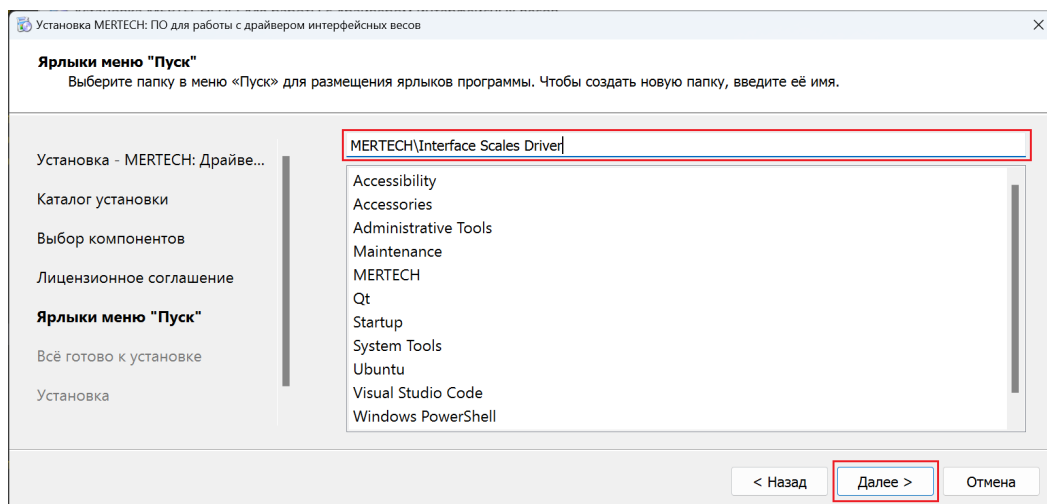 Установка MERTECH: ПО для работы с драйвером интерфейсных весов
Ярлыки меню "Пуск"
Выберите папку в меню «Пуск» для размещения ярлыков программы. Чтобы создать новую папку, введите её имя.
Установка - MERTECH: Драйве...
Каталог установки
Выбор компонентов
Лицензионное соглашение
Ярлыки меню "Пуск"
Всё готово к установке
Установка
MERTECH\Interface Scales Driver
Accessibility
Accessories
Administrative Tools
Maintenance
MERTECH
Qt
Startup
System Tools
Ubuntu
Visual Studio Code
Windows PowerShell
< Назад
Далее >
Отмена